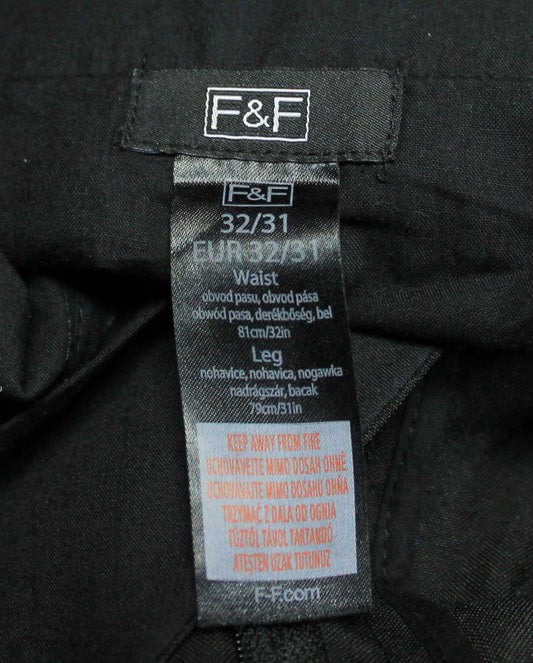 F&F
F&F
32/31
EUR 32/31
Waist
obvod pasu, obvod pása
obwód pasa, derékbőség, bel
81cm/32in
Leg
nohavice, nohavica, nogawka
nadrágszár, bacak
79cm/31in
KEEP AWAY FROM FIRE
UCHOVÁVEJTE MIMO DOSAH OHNĚ
UCHOVÁVAJTE MIMO DOSAHU OHŇA
TRZYMAĆ Z DALA OD OGNIA
TŰZTŐL TÁVOL TARTANDÓ
ATEŞTEN UZAK TUTUNUZ
F-F.com